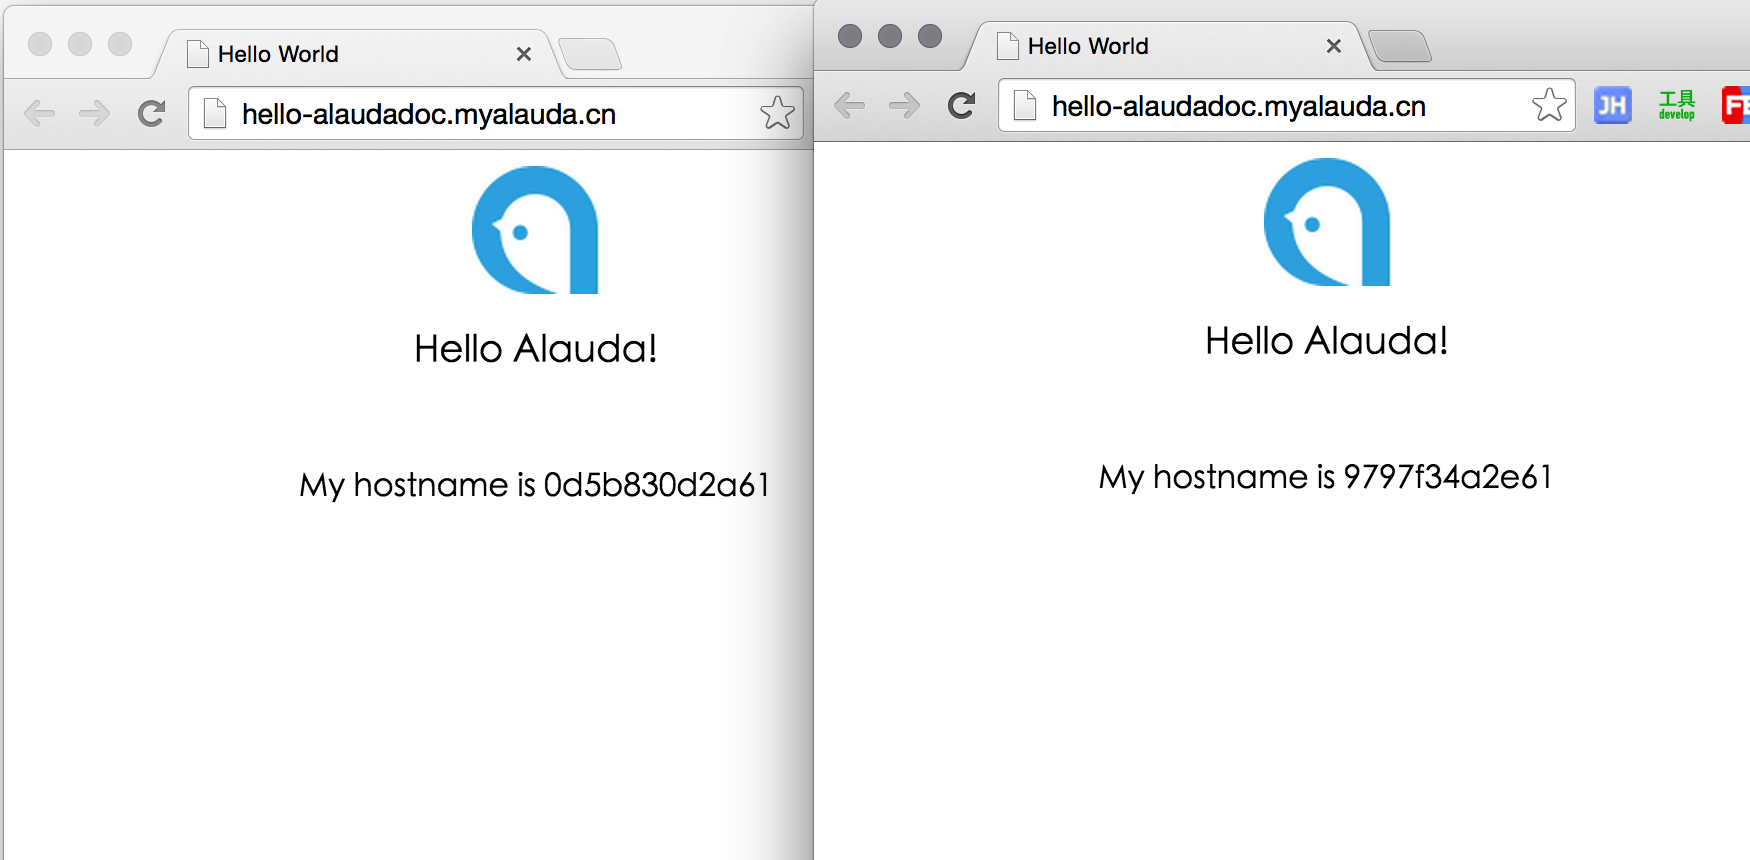 Hello World
hello-alaudadoc.myalauda.cn
Hello Alauda!
My hostname is 0d5b830d2a61
Hello World
hello-alaudadoc.myalauda.cn
JH
工具
develop
Hello Alauda!
My hostname is 9797f34a2e61